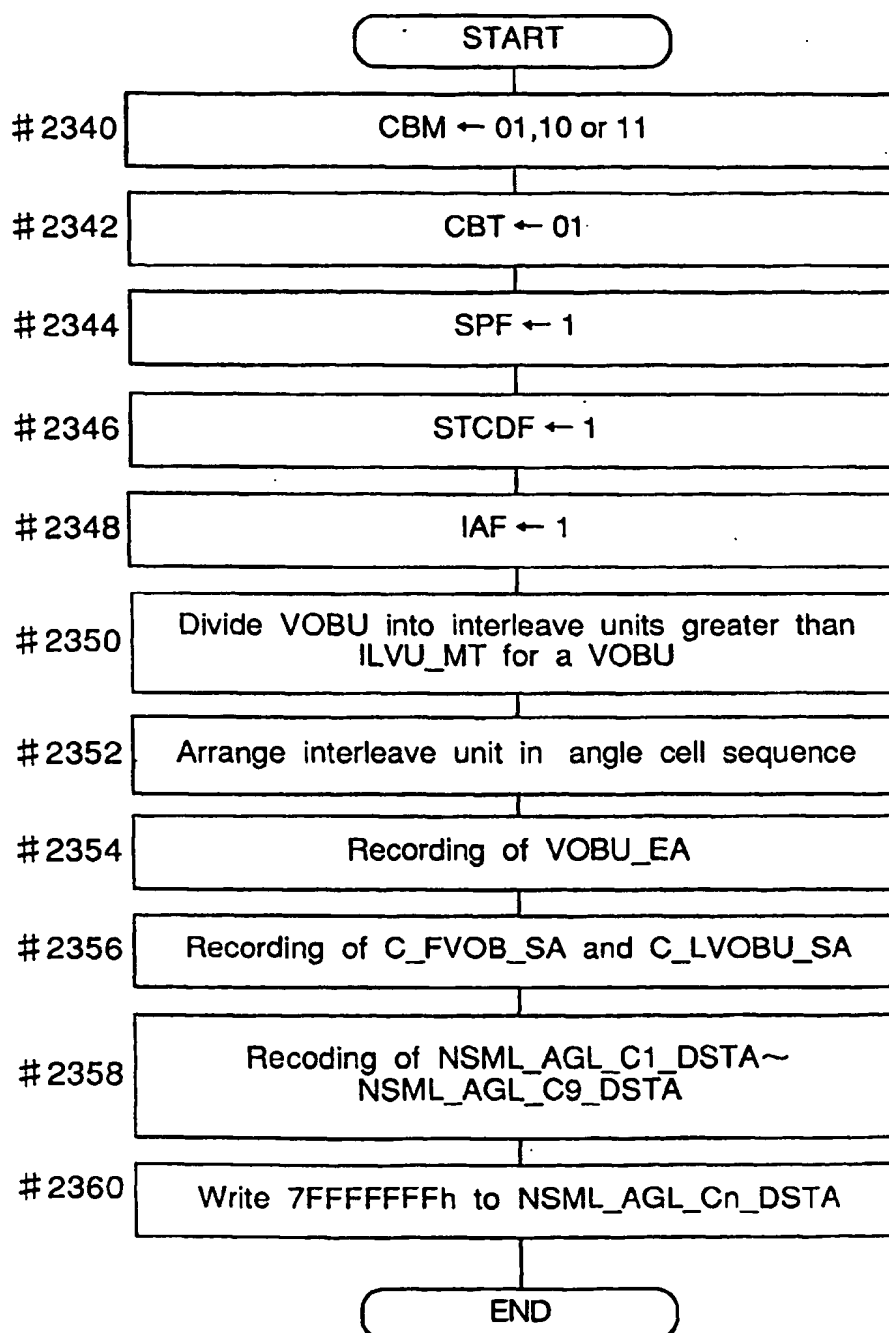 START
#2340
CBM ← 01,10 or 11
#2342
CBT ← 01
#2344
SPF ← 1
#2346
STCDF ← 1
#2348
IAF ← 1
#2350
Divide VOBU into interleave units greater than
ILVU_MT for a VOBU
#2352
Arrange interleave unit in angle cell sequence
#2354
Recording of VOBU_EA
#2356
Recording of C_FVOB_SA and C_LVOBU_SA
#2358
Recoding of NSML_AGL_C1_DSTA~
NSML_AGL_C9_DSTA
#2360
Write 7FFFFFFFh to NSML_AGL_Cn_DSTA
END